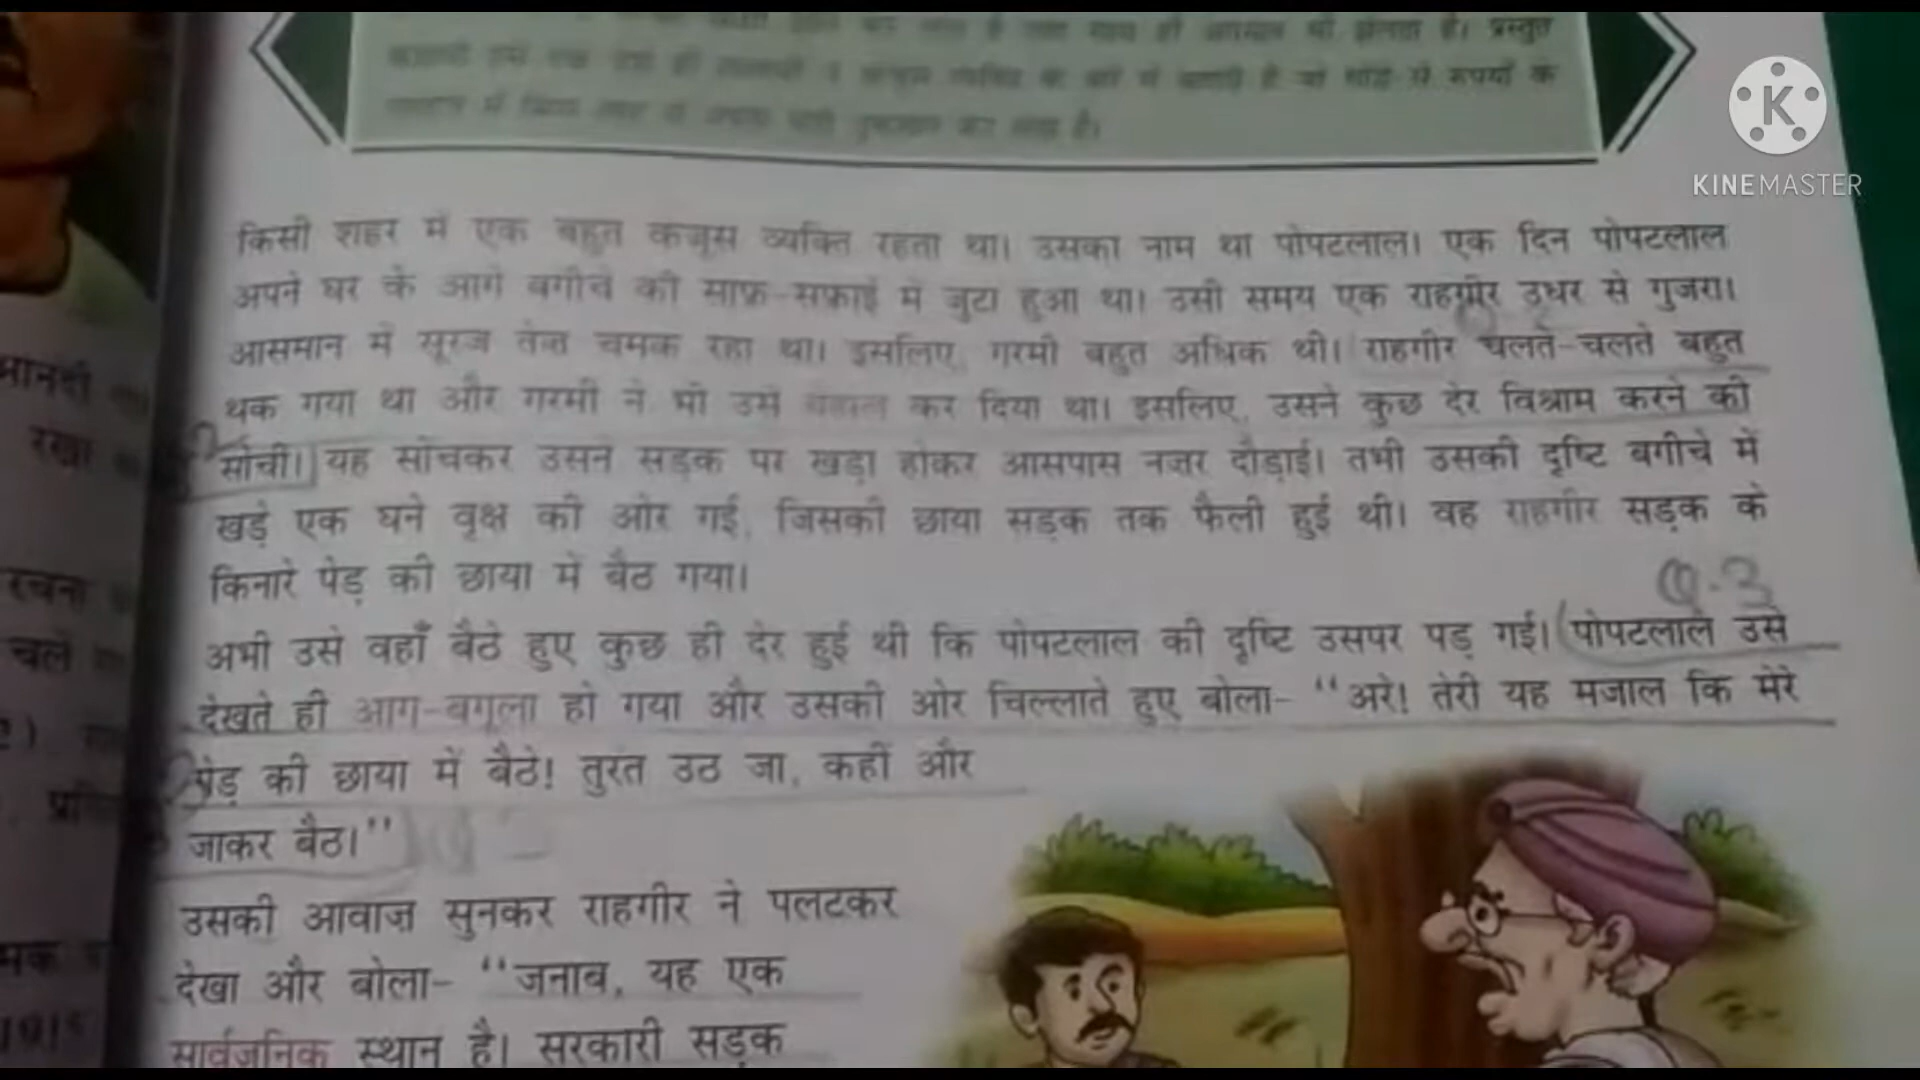 KINEMASTER
किसी शहर में एक बहुत कंजूस व्यक्ति रहता था। उसका नाम था पोपटलाल। एक दिन पोपटलाल
अपने घर के आगे बगीचे की साफ़-सफ़ाई में जुटा हुआ था। उसी समय एक राहगीर उधर से गुजरा।
आसमान में सूरज तेज़ चमक रहा था। इसलिए, गरमी बहुत अधिक थी। राहगीर चलते-चलते बहुत
थक गया था और गरमी ने भी उसे बेहाल कर दिया था। इसलिए, उसने कुछ देर विश्राम करने की
सोची। यह सोचकर उसने सड़क पर खड़ा होकर आसपास नज़र दौड़ाई। तभी उसकी दृष्टि बगीचे में
खड़े एक घने वृक्ष की ओर गई, जिसकी छाया सड़क तक फैली हुई थी। वह राहगीर सड़क के
किनारे पेड़ की छाया में बैठ गया।
Q.3
अभी उसे वहाँ बैठे हुए कुछ ही देर हुई थी कि पोपटलाल की दृष्टि उसपर पड़ गई। पोपटलाल उसे
देखते ही आग-बगूला हो गया और उसकी ओर चिल्लाते हुए बोला- “अरे! तेरी यह मजाल कि मेरे
पेड़ की छाया में बैठे! तुरंत उठ जा, कहीं और
जाकर बैठ।”
उसकी आवाज़ सुनकर राहगीर ने पलटकर
देखा और बोला- “जनाब, यह एक
सार्वजनिक स्थान है। सरकारी सड़क